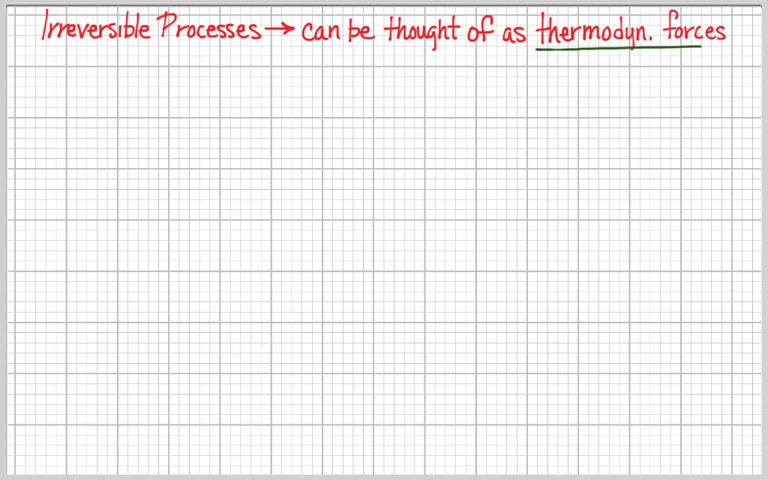 Irreversible Processes → can be thought of as thermodyn. forces